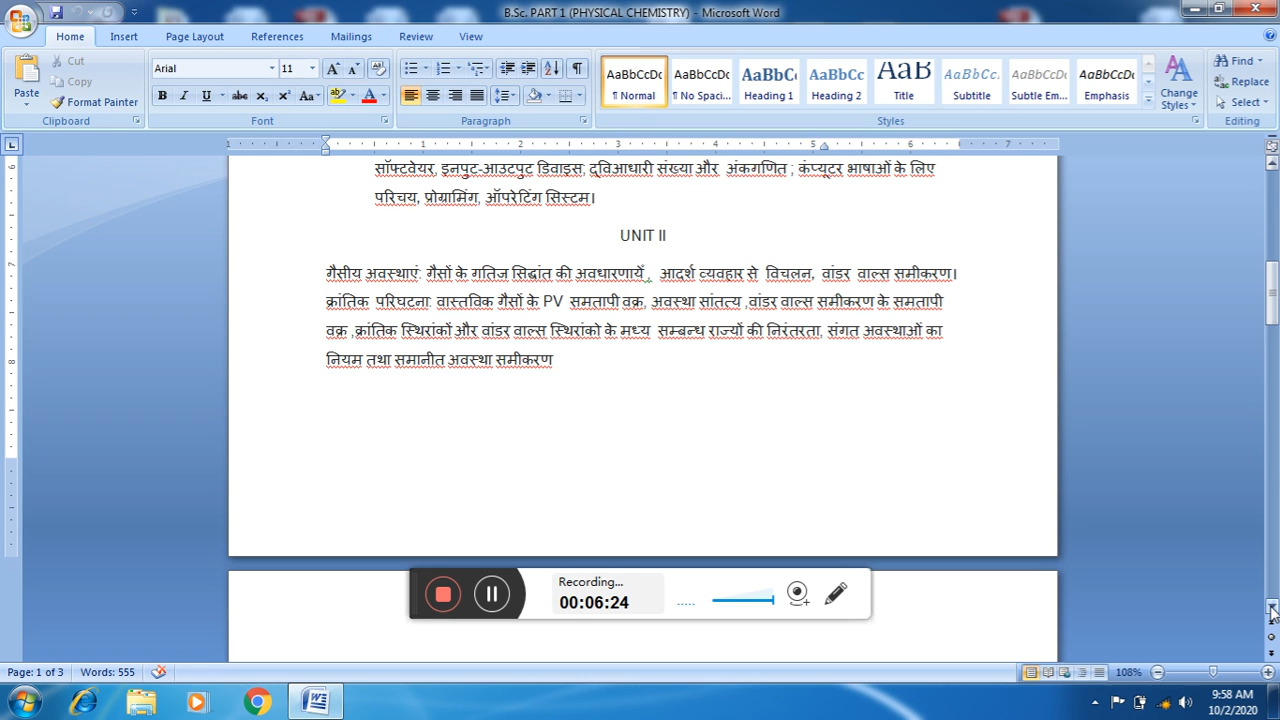 B.Sc. PART 1 (PHYSICAL CHEMISTRY) - Microsoft Word
Home Insert Page Layout References Mailings Review View
Paste Cut Copy Format Painter Clipboard
Arial 11 Font
Paragraph
AaBbCcDc ¶ Normal
AaBbCcDc ¶ No Spaci...
AaBbCc Heading 1
AaBbCc Heading 2
AaB Title
AaBbCc. Subtitle
AaBbCcDc Subtle Em...
AaBbCcDc Emphasis
Change Styles
Styles
Find Replace Select Editing
सॉफ्टवेयर, इनपुट-आउटपुट डिवाइस; द्विआधारी संख्या और अंकगणित ; कंप्यूटर भाषाओं के लिए
परिचय, प्रोग्रामिंग, ऑपरेटिंग सिस्टम।
UNIT II
गैसीय अवस्थाएं: गैसों के गतिज सिद्धांत की अवधारणायें , आदर्श व्यवहार से विचलन, वांडर वाल्स समीकरण।
क्रांतिक परिघटना: वास्तविक गैसों के PV समतापी वक्र, अवस्था सांतत्य ,वांडर वाल्स समीकरण के समतापी
वक्र ,क्रांतिक स्थिरांकों और वांडर वाल्स स्थिरांको के मध्य सम्बन्ध राज्यों की निरंतरता, संगत अवस्थाओं का
नियम तथा समानीत अवस्था समीकरण
Recording...
00:06:24
Page: 1 of 3 Words: 555 108%
9:58 AM
10/2/2020